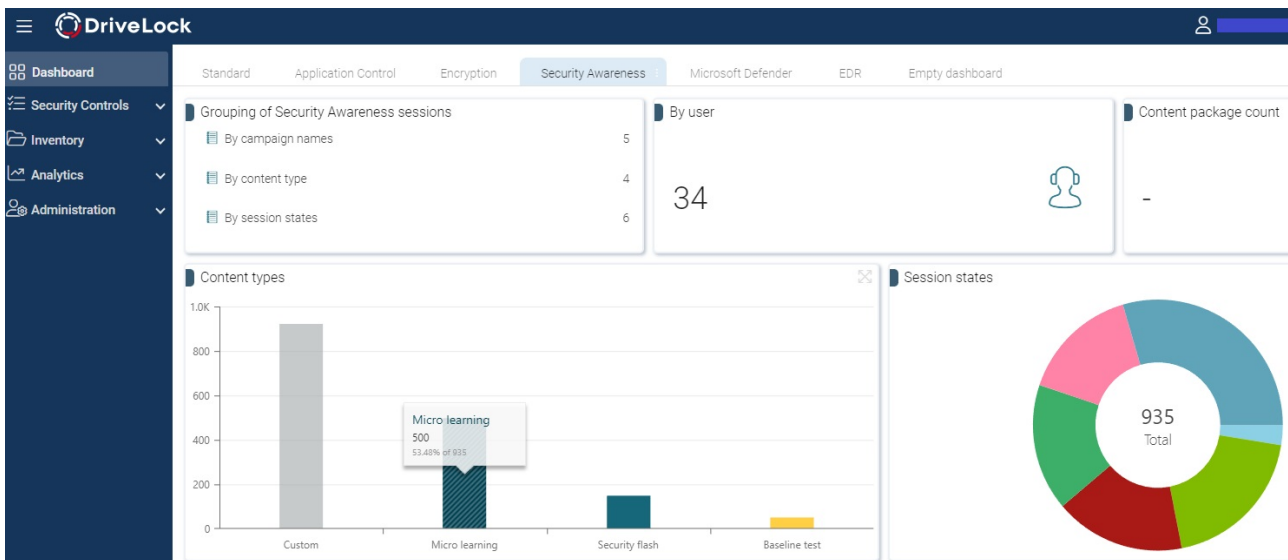 DriveLock
Dashboard
Security Controls
Inventory
Analytics
Administration
Standard
Application Control
Encryption
Security Awareness
Microsoft Defender
EDR
Empty dashboard
Grouping of Security Awareness sessions
By campaign names 5
By content type 4
By session states 6
By user
34
Content package count
-
Content types
1.0K
800
600
400
200
0
Micro learning
500
53.48% of 935
Custom
Micro learning
Security flash
Baseline test
Session states
935
Total